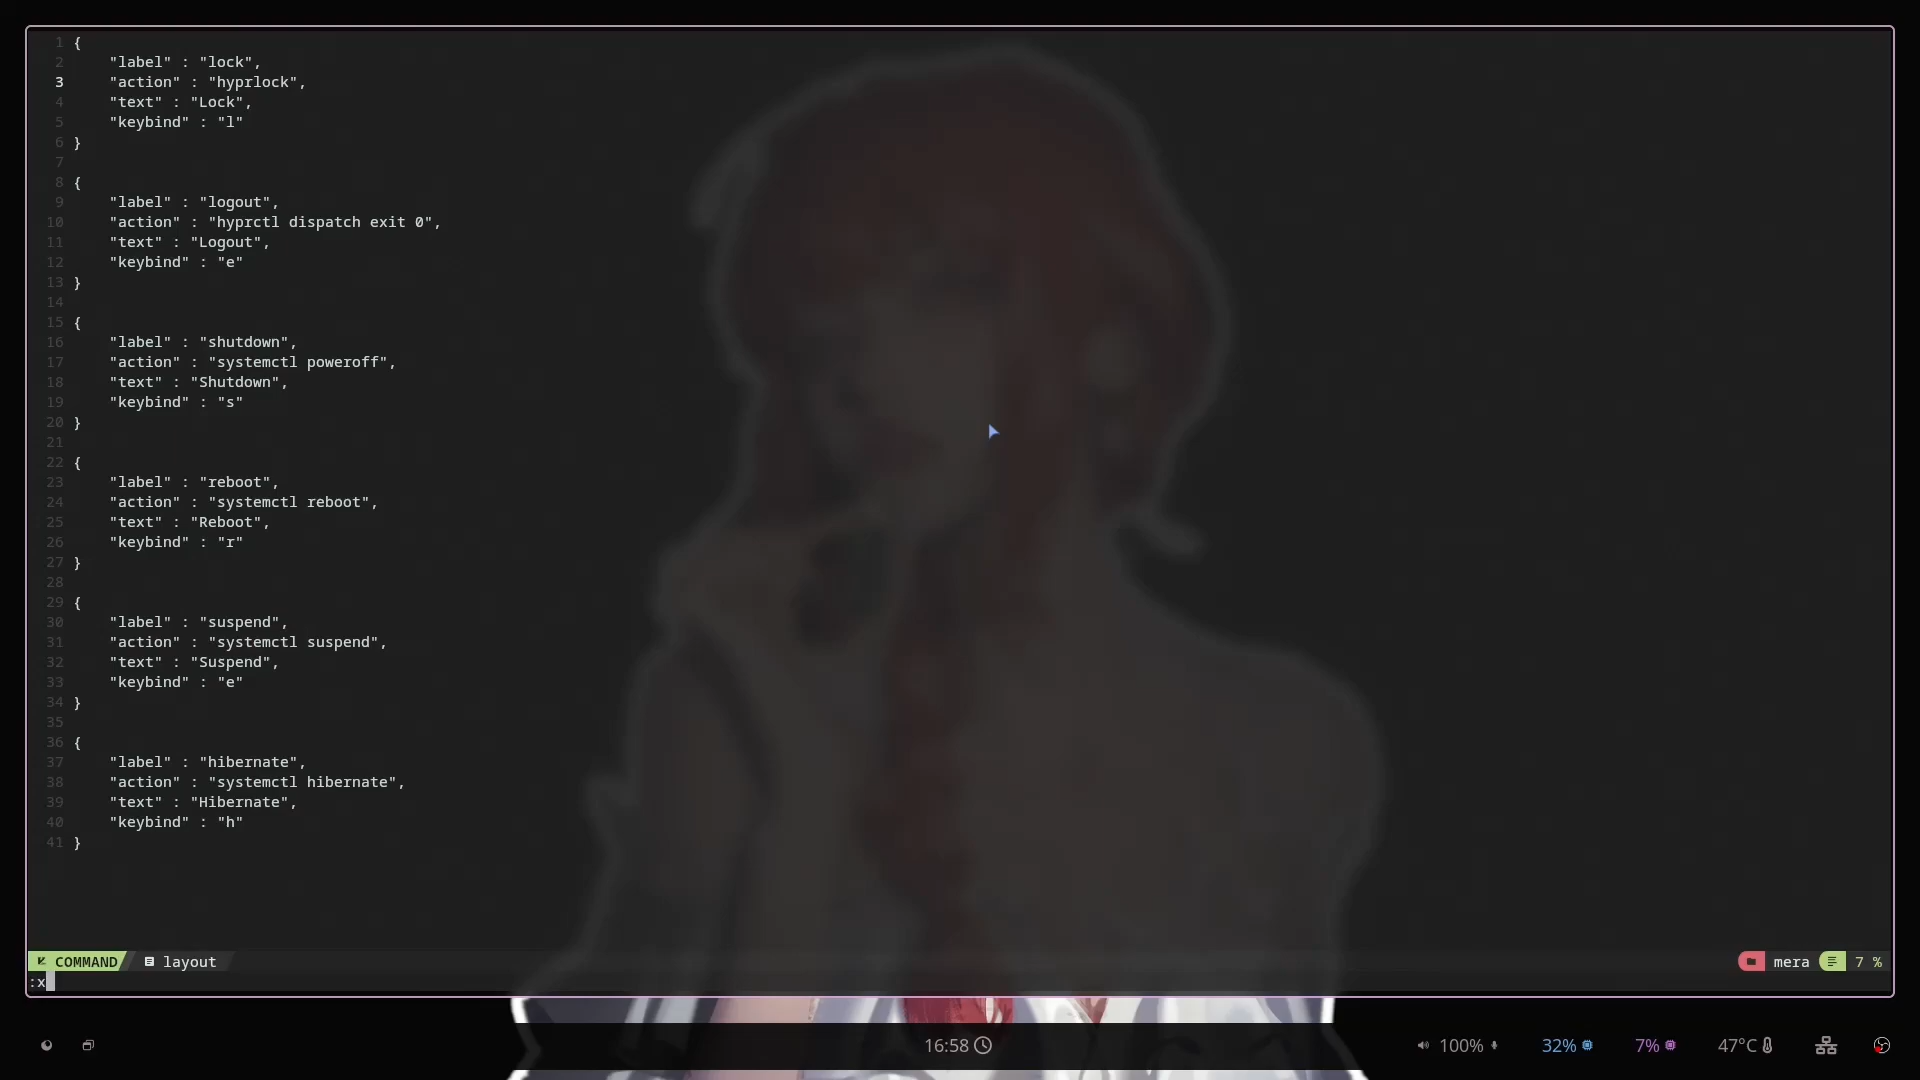 1 {
2     "label" : "lock",
3     "action" : "hyprlock",
4     "text" : "Lock",
5     "keybind" : "l"
6 }
7
8 {
9     "label" : "logout",
10     "action" : "hyprctl dispatch exit 0",
11     "text" : "Logout",
12     "keybind" : "e"
13 }
14
15 {
16     "label" : "shutdown",
17     "action" : "systemctl poweroff",
18     "text" : "Shutdown",
19     "keybind" : "s"
20 }
21
22 {
23     "label" : "reboot",
24     "action" : "systemctl reboot",
25     "text" : "Reboot",
26     "keybind" : "r"
27 }
28
29 {
30     "label" : "suspend",
31     "action" : "systemctl suspend",
32     "text" : "Suspend",
33     "keybind" : "e"
34 }
35
36 {
37     "label" : "hibernate",
38     "action" : "systemctl hibernate",
39     "text" : "Hibernate",
40     "keybind" : "h"
41 }
COMMAND layout mera 7 %
:x
16:58 100% 32% 7% 47°C